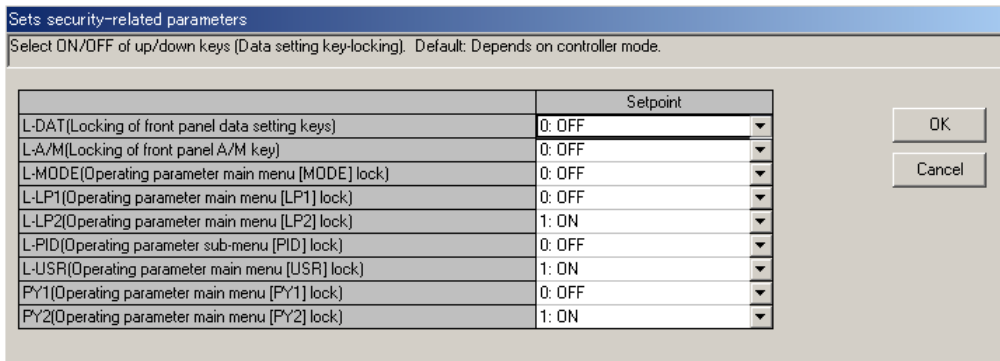 Sets security-related parameters
Select ON/OFF of up/down keys (Data setting key-locking).  Default: Depends on controller mode.
Setpoint
L-DAT(Locking of front panel data setting keys) 0: OFF
OK
L-A/M(Locking of front panel A/M key) 0: OFF
L-MODE(Operating parameter main menu [MODE] lock) 0: OFF
Cancel
L-LP1(Operating parameter main menu [LP1] lock) 0: OFF
L-LP2(Operating parameter main menu [LP2] lock) 1: ON
L-PID(Operating parameter sub-menu [PID] lock) 0: OFF
L-USR(Operating parameter main menu [USR] lock) 1: ON
PY1(Operating parameter main menu [PY1] lock) 0: OFF
PY2(Operating parameter main menu [PY2] lock) 1: ON